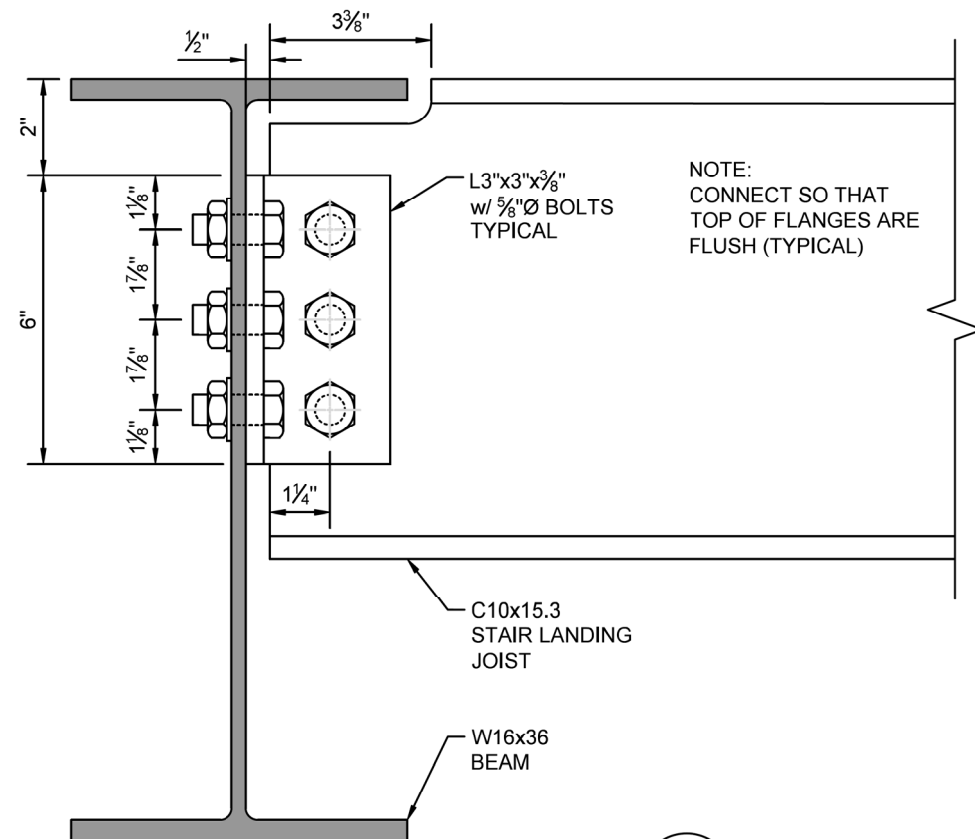 3⅜"
½"
2"
1⅛"
1⅞"
6"
1⅞"
1⅛"
L3"x3"x⅜"
w/ ⅝"Ø BOLTS
TYPICAL
NOTE:
CONNECT SO THAT
TOP OF FLANGES ARE
FLUSH (TYPICAL)
1¼"
C10x15.3
STAIR LANDING
JOIST
W16x36
BEAM